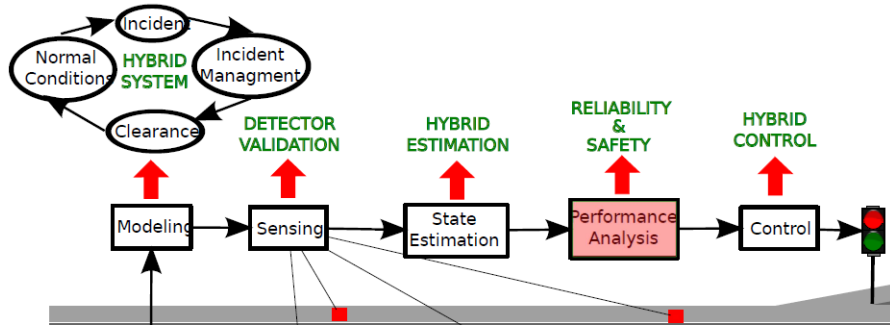 Incident
Normal
Conditions
HYBRID
SYSTEM
Incident
Managment
Clearance
DETECTOR
VALIDATION
HYBRID
ESTIMATION
RELIABILITY
&
SAFETY
HYBRID
CONTROL
Modeling
Sensing
State
Estimation
Performance
Analysis
Control